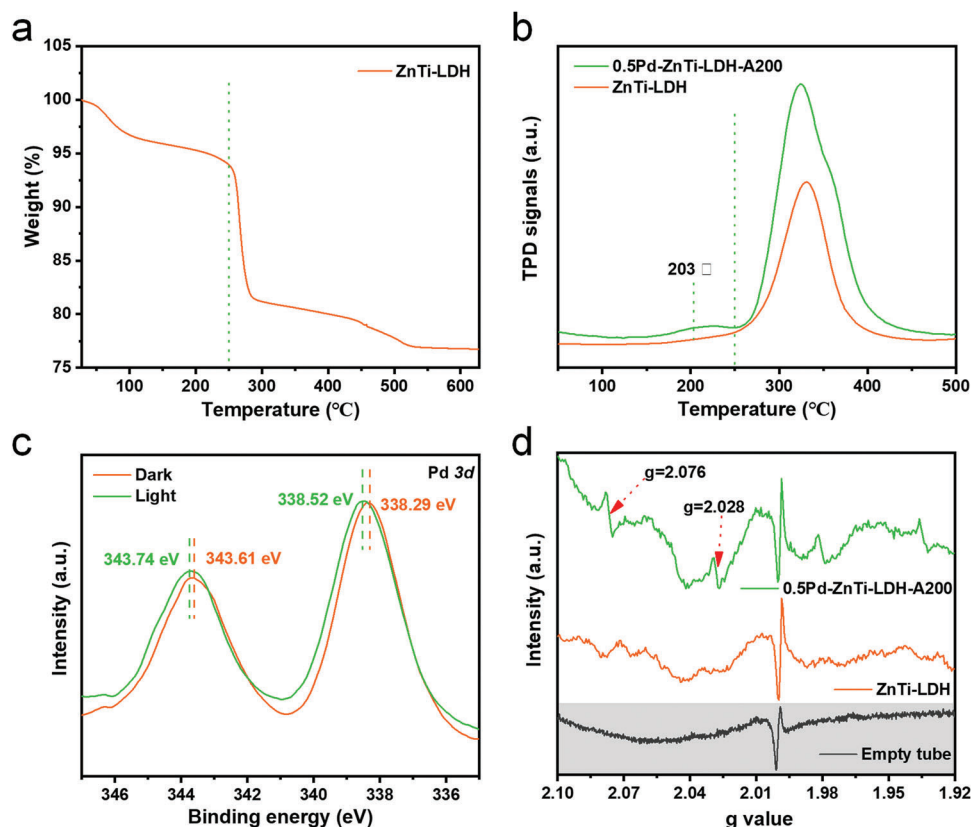 a
105
100
95
90
85
80
75
Weight (%)
ZnTi-LDH
100 200 300 400 500 600
Temperature (℃)
b
0.5Pd-ZnTi-LDH-A200
ZnTi-LDH
TPD signals (a.u.)
203 □
100 200 300 400 500
Temperature (℃)
c
Dark
Light
Pd 3d
338.52 eV
338.29 eV
343.74 eV
343.61 eV
Intensity (a.u.)
346 344 342 340 338 336
Binding energy (eV)
d
g=2.076
g=2.028
0.5Pd-ZnTi-LDH-A200
ZnTi-LDH
Empty tube
Intensity (a.u.)
2.10 2.07 2.04 2.01 1.98 1.95 1.92
g value